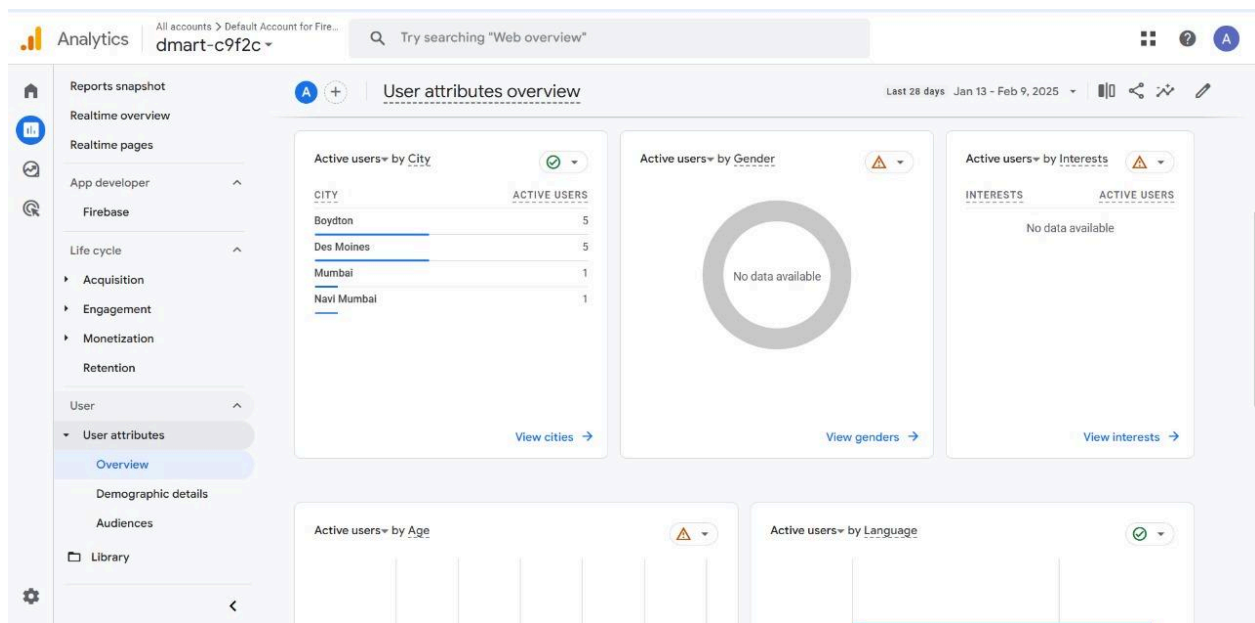 Analytics
All accounts > Default Account for Fire...
dmart-c9f2c
Try searching "Web overview"
A
Reports snapshot
Realtime overview
Realtime pages
App developer
Firebase
Life cycle
Acquisition
Engagement
Monetization
Retention
User
User attributes
Overview
Demographic details
Audiences
Library
A
User attributes overview
Last 28 days Jan 13 - Feb 9, 2025
Active users by City
CITY ACTIVE USERS
Boydton 5
Des Moines 5
Mumbai 1
Navi Mumbai 1
View cities
Active users by Gender
No data available
View genders
Active users by Interests
INTERESTS ACTIVE USERS
No data available
View interests
Active users by Age
Active users by Language